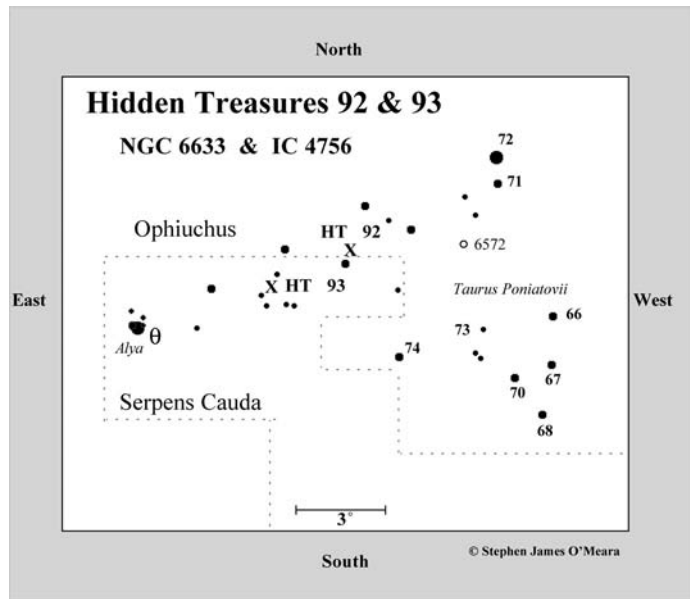 North
Hidden Treasures 92 & 93
NGC 6633 & IC 4756
72
71
Ophiuchus
HT 92
X
6572
X HT 93
Taurus Poniatovii
East
West
66
73
θ
Alya
74
67
70
Serpens Cauda
68
3°
South
© Stephen James O'Meara